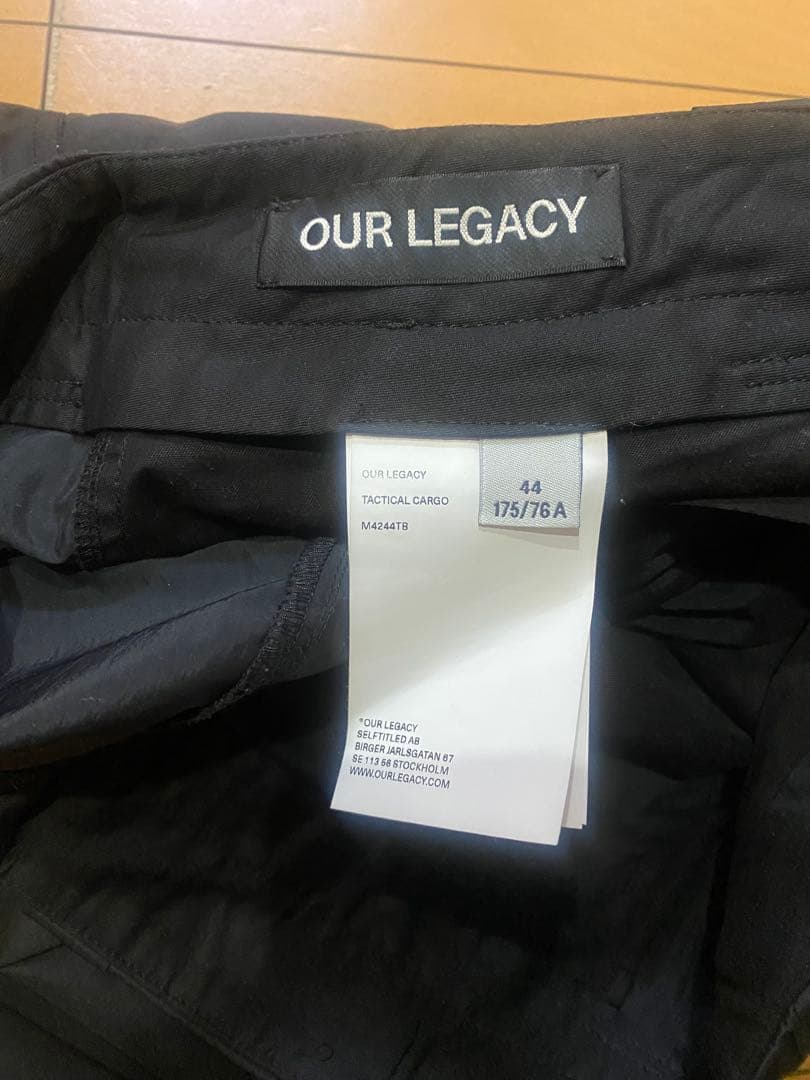 OUR LEGACY
OUR LEGACY
TACTICAL CARGO
M4244TB
44
175/76 A
®OUR LEGACY
SELFTITLED AB
BIRGER JARLSGATAN 67
SE 113 56 STOCKHOLM
WWW.OURLEGACY.COM